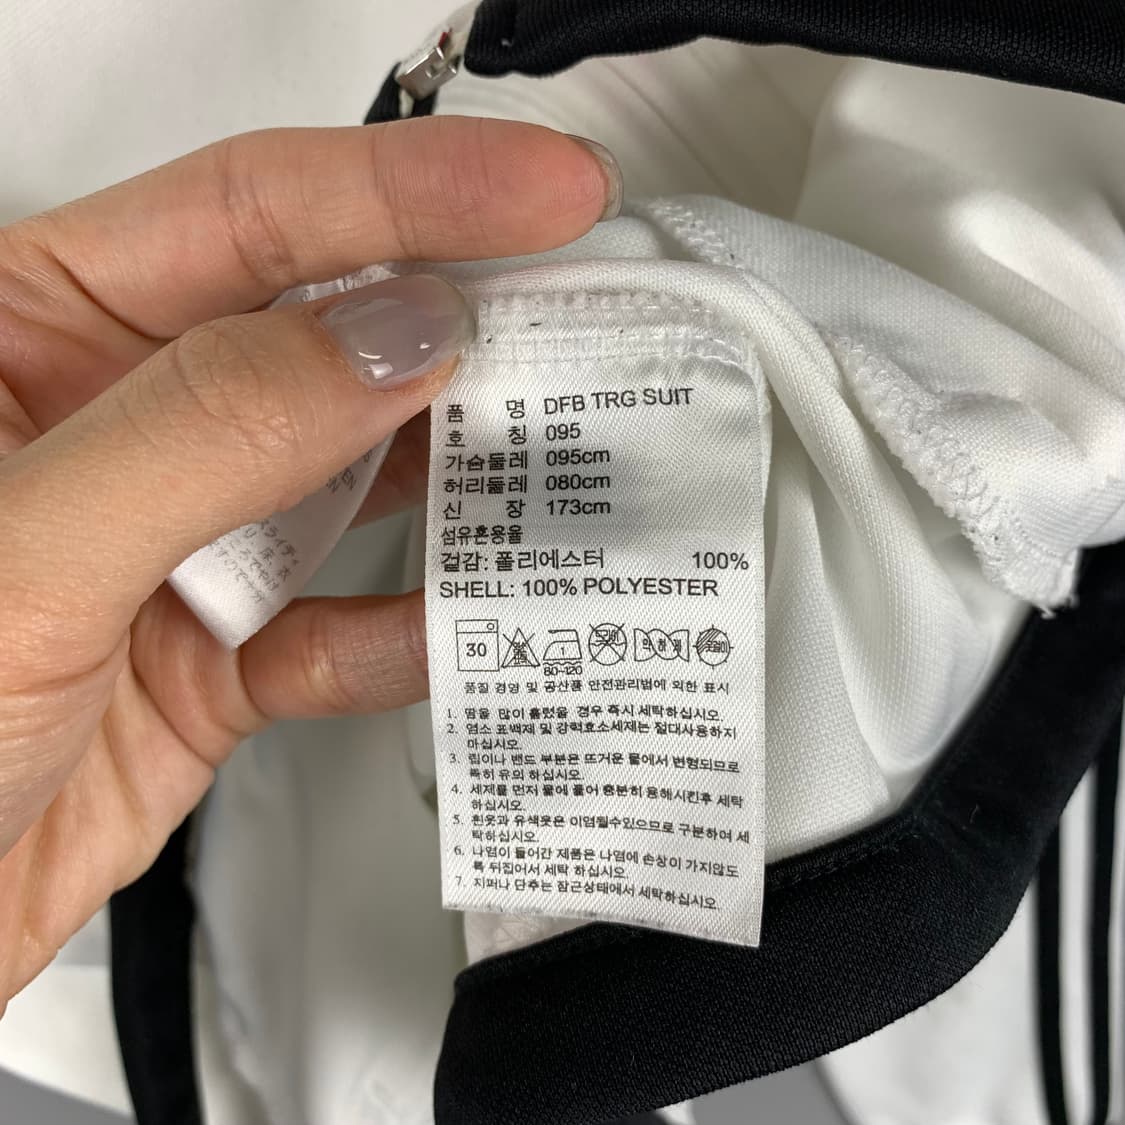 품 명 DFB TRG SUIT
호 칭 095
가슴둘레 095cm
허리둘레 080cm
신 장 173cm
섬유혼용율
겉감: 폴리에스터 100%
SHELL: 100% POLYESTER
30
80~120
품질 경영 및 공산품 안전관리법에 의한 표시
1. 땀을 많이 흘렸을 경우 즉시 세탁하십시오.
2. 염소 표백제 및 강력효소세제는 절대사용하지
마십시오.
3. 립이나 밴드 부분은 뜨거운 물에서 변형되므로
특히 유의 하십시오.
4. 세제를 먼저 물에 풀어 충분히 용해시킨후 세탁
하십시오.
5. 흰옷과 유색옷은 이염될수있으므로 구분하여 세
탁하십시오.
6. 나염이 들어간 제품은 나염에 손상이 가지않도
록 뒤집어서 세탁 하십시오.
7. 지퍼나 단추는 잠근상태에서 세탁하십시오.